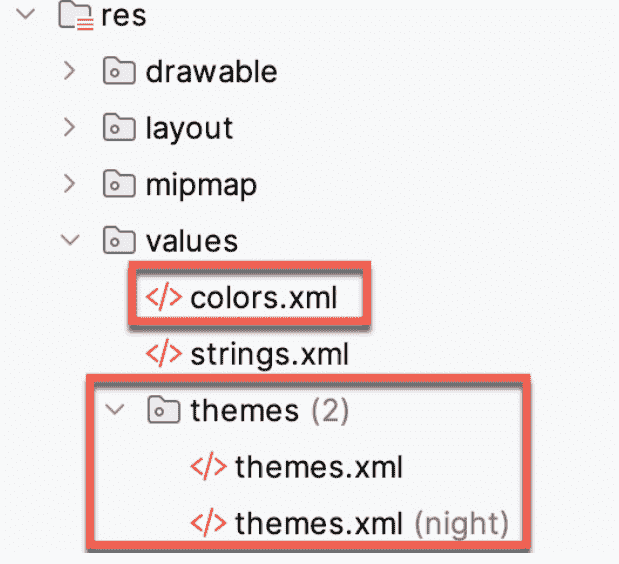 res
drawable
layout
mipmap
values
</> colors.xml
</> strings.xml
themes (2)
</> themes.xml
</> themes.xml (night)